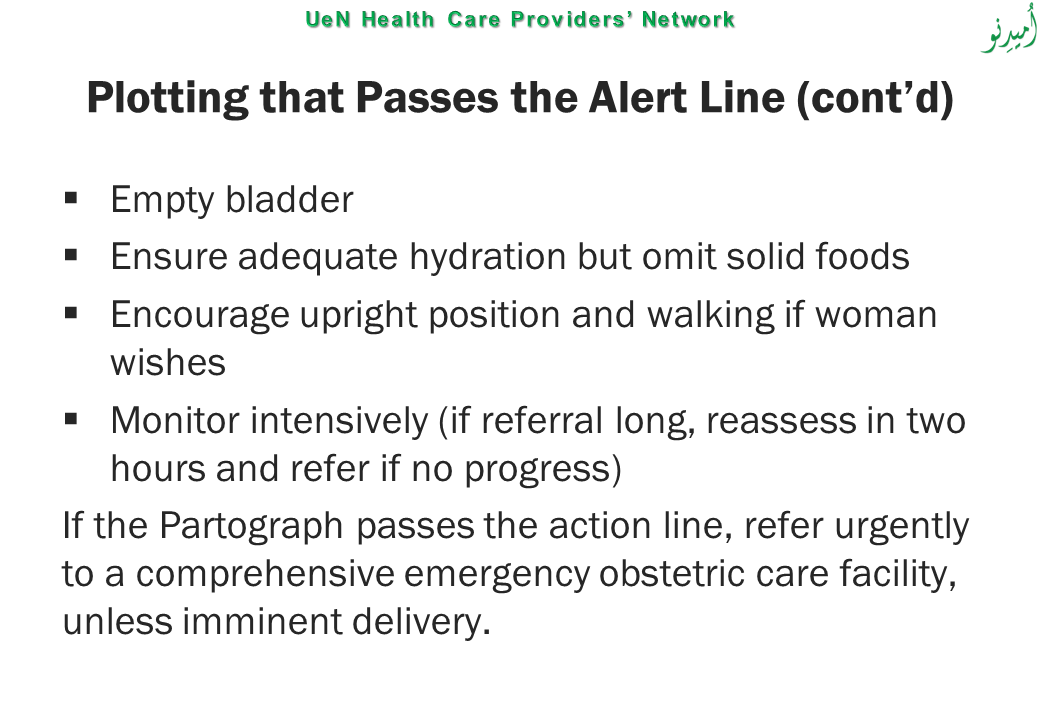 UeN Health Care Providers’ Network
اُميدِنو
Plotting that Passes the Alert Line (cont’d)
▪ Empty bladder
▪ Ensure adequate hydration but omit solid foods
▪ Encourage upright position and walking if woman
wishes
▪ Monitor intensively (if referral long, reassess in two
hours and refer if no progress)
If the Partograph passes the action line, refer urgently
to a comprehensive emergency obstetric care facility,
unless imminent delivery.